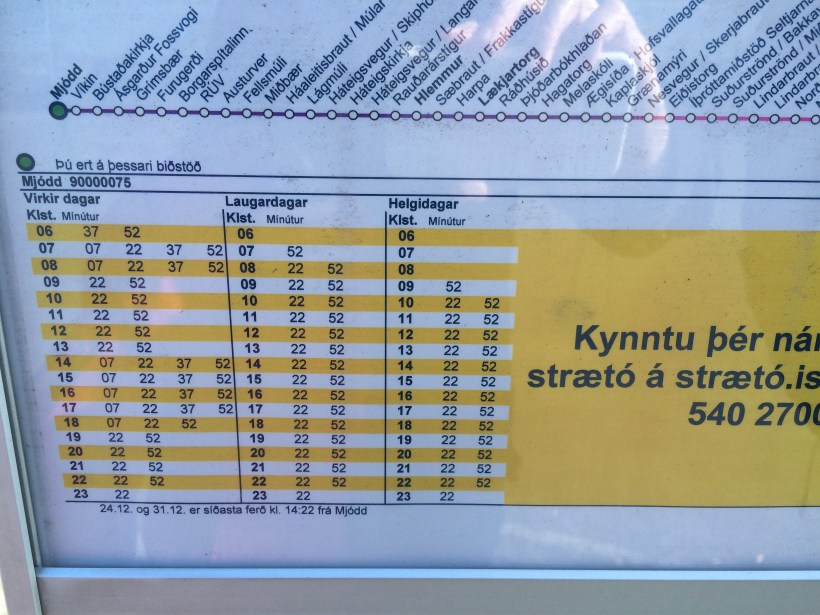 Mjódd
Víkin
Bústaðakirkja
Ásgarður Fossvogi
Grímsbær
Furugerði
Borgarspítalinn.
RÚV
Austurver
Fellsmúli
Miðbær
Háaleitisbraut / Múlar
Lágmúli
Háteigsvegur / Skipho
Háteigskirkja
Háteigsvegur / Langar
Rauðarárstígur
Hlemmur
Sæbraut / Frakkastíg
Harpa
Lækjartorg
Ráðhúsið
Þjóðarbókhlaðan
Hagatorg
Melaskóli
Ægisíða / Hofsvallagat
Kaplaskjól
Grænamýri
Nesvegur / Skerjabraut
Eiðistorg
Íþróttamiðstöð Seltjarna
Suðurströnd / Bakka
Suðurströnd /
Lindarbraut /
Lindarbraut
Norð
Þú ert á þessari biðstöð
Mjódd 90000075
Virkir dagar Laugardagar Helgidagar
Klst. Mínútur Klst. Mínútur Klst. Mínútur
06 37 52 06 06
07 07 22 37 52 07 52 07
08 07 22 37 52 08 22 52 08
09 22 52 09 22 52 09 52
10 22 52 10 22 52 10 22 52
11 22 52 11 22 52 11 22 52
12 22 52 12 22 52 12 22 52
13 22 52 13 22 52 13 22 52
14 07 22 37 52 14 22 52 14 22 52
15 07 22 37 52 15 22 52 15 22 52
16 07 22 37 52 16 22 52 16 22 52
17 07 22 37 52 17 22 52 17 22 52
18 07 22 52 18 22 52 18 22 52
19 22 52 19 22 52 19 22 52
20 22 52 20 22 52 20 22 52
21 22 52 21 22 52 21 22 52
22 22 52 22 22 52 22 22 52
23 22 23 22 23 22
24.12. og 31.12. er síðasta ferð kl. 14:22 frá Mjódd
Kynntu þér nán
strætó á strætó.is
540 2700